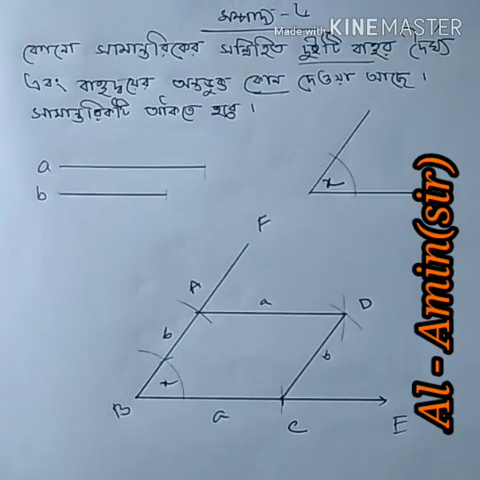 সম্পাদ্য - ৮
Made with KINEMASTER
কোনো সামান্তরিকের সন্নিহিত দুইটি বাহুর দৈর্ঘ্য
এবং বাহুদ্বয়ের অন্তর্ভুক্ত কোন দেওয়া আছে।
সামান্তরিকটি আঁকতে হবে।
a
b
x
F
A
a
D
b
b
x
B
a
C
E
Al - Amin(sir)